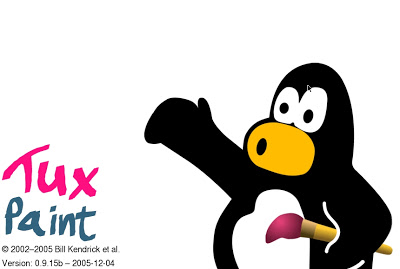 Tux
Paint
© 2002–2005 Bill Kendrick et al.
Version: 0.9.15b – 2005-12-04